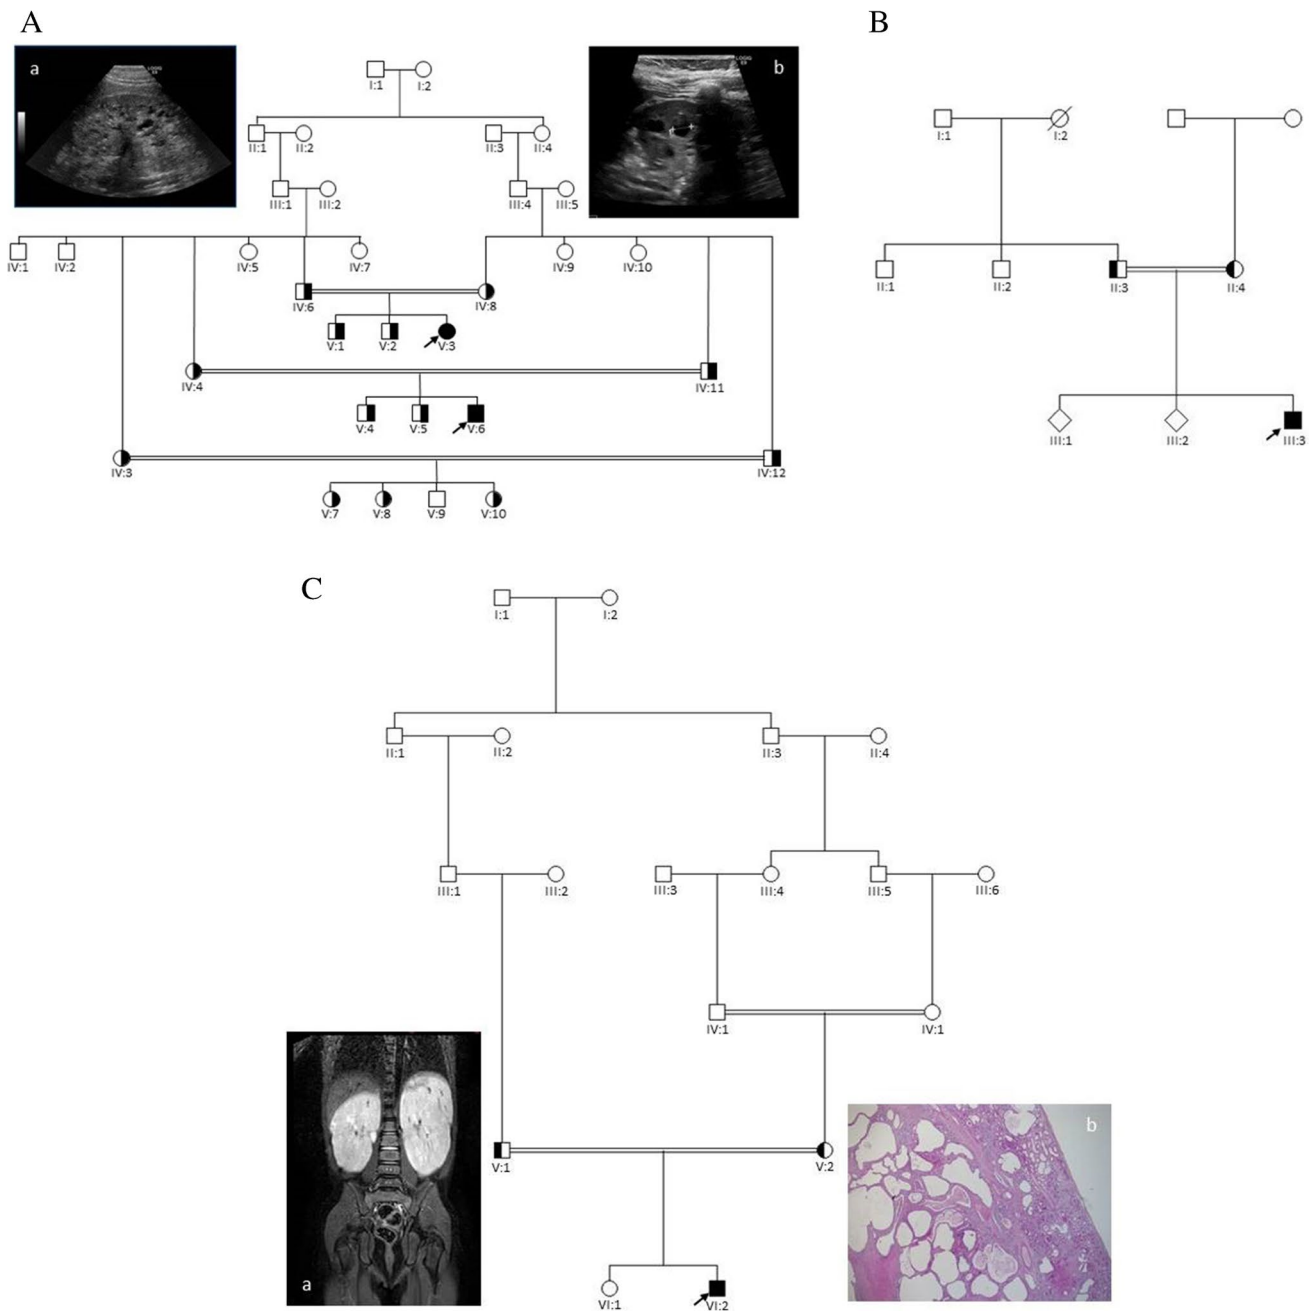 A
B
a
b
I:1 I:2
II:1 II:2 II:3 II:4
III:1 III:2 III:4 III:5
IV:1 IV:2 IV:5 IV:7 IV:9 IV:10
IV:6 IV:8
V:1 V:2 V:3
IV:4 IV:11
V:4 V:5 V:6
IV:3 IV:12
V:7 V:8 V:9 V:10
I:1 I:2
II:1 II:2 II:3 II:4
III:1 III:2 III:3
C
I:1 I:2
II:1 II:2 II:3 II:4
III:1 III:2 III:3 III:4 III:5 III:6
IV:1 IV:1
V:1 V:2
VI:1 VI:2
a
b